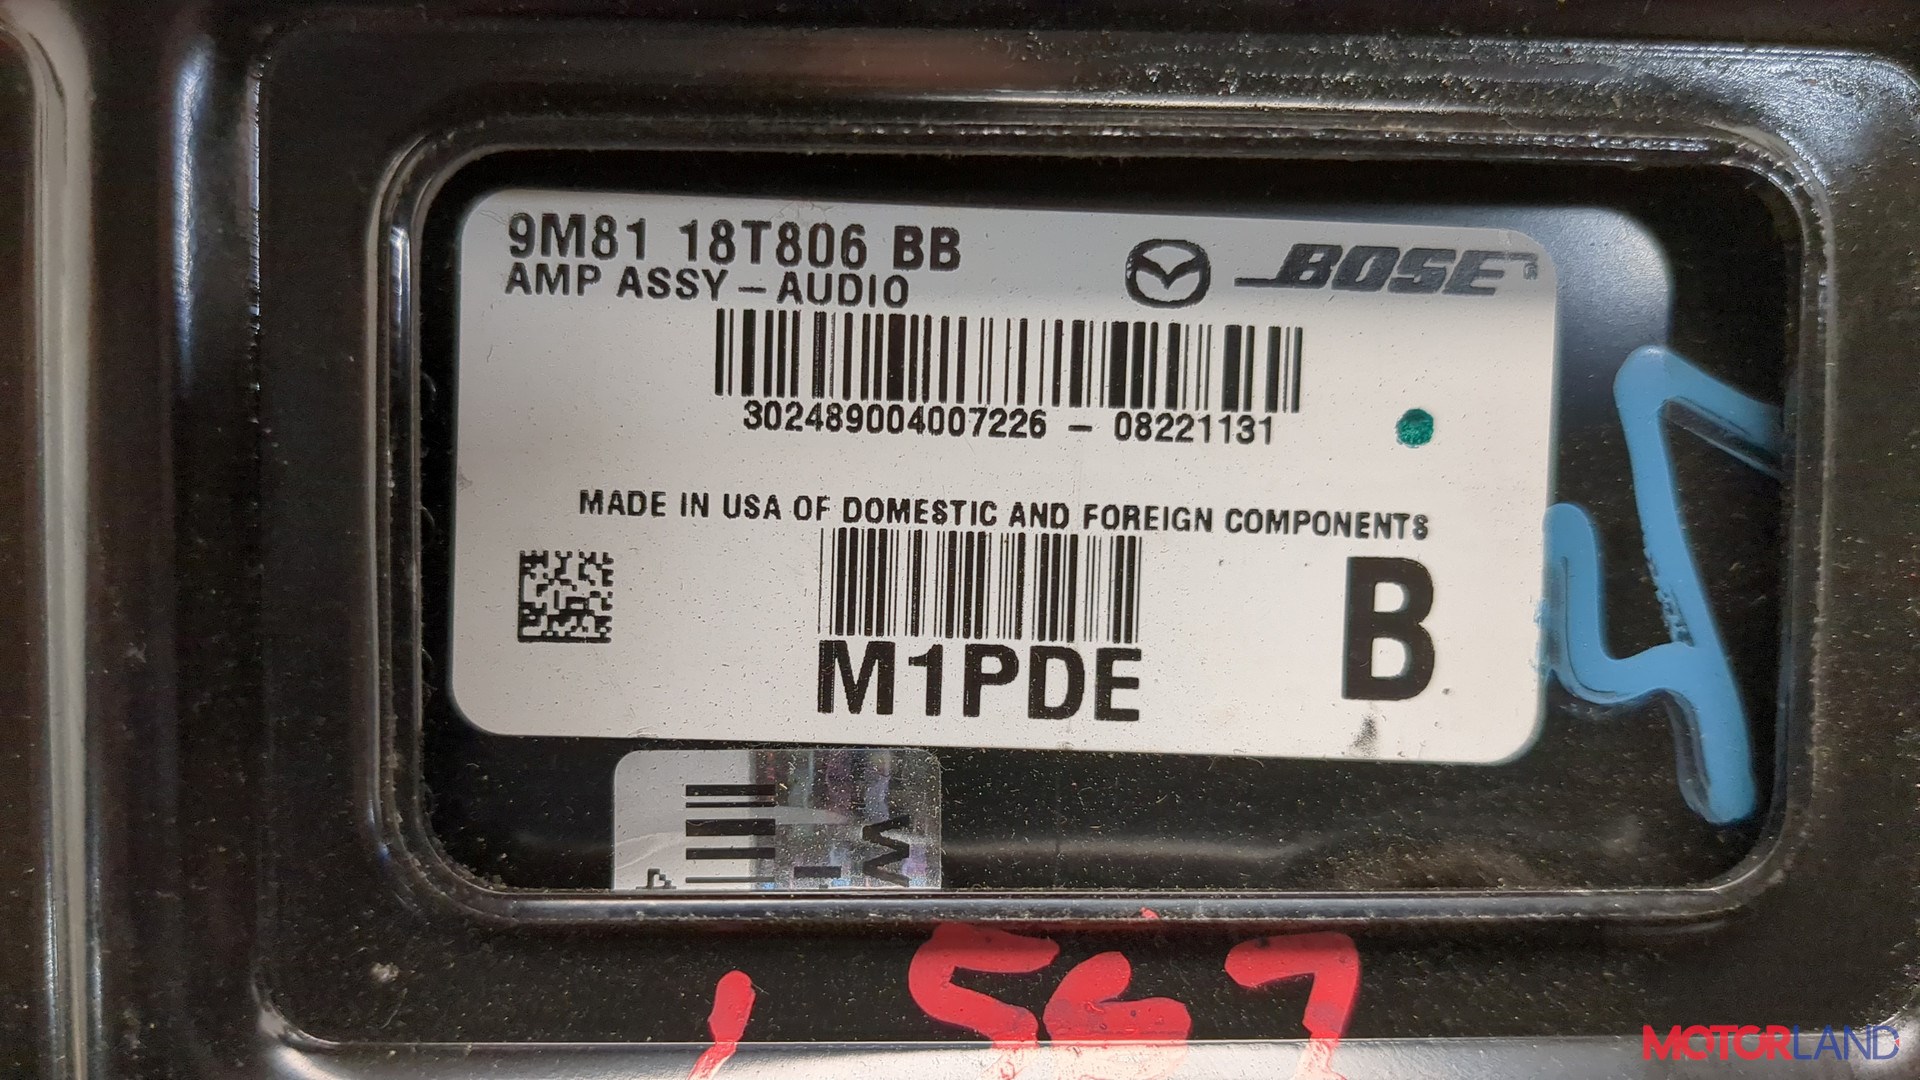 9M81 18T806 BB
AMP ASSY – AUDIO
BOSE
302489004007226 – 08221131
MADE IN USA OF DOMESTIC AND FOREIGN COMPONENTS
M1PDE
B
567
MOTORLAND